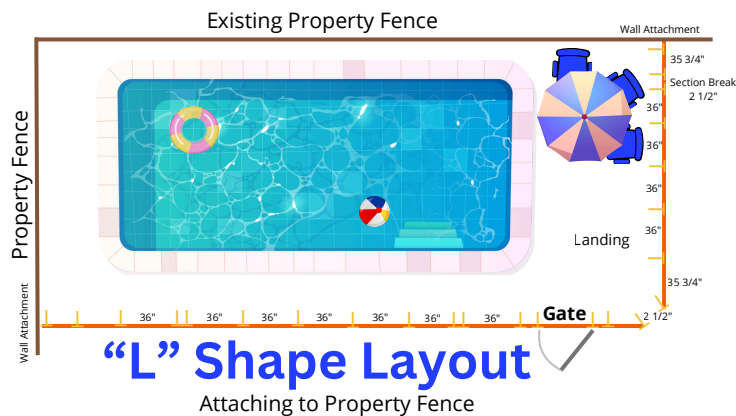 Existing Property Fence
Wall Attachment
35 3/4"
Section Break
2 1/2"
36"
36"
36"
36"
Landing
35 3/4"
Property Fence
Wall Attachment
36"
36"
36"
36"
36"
36"
Gate
2 1/2"
“L” Shape Layout
Attaching to Property Fence